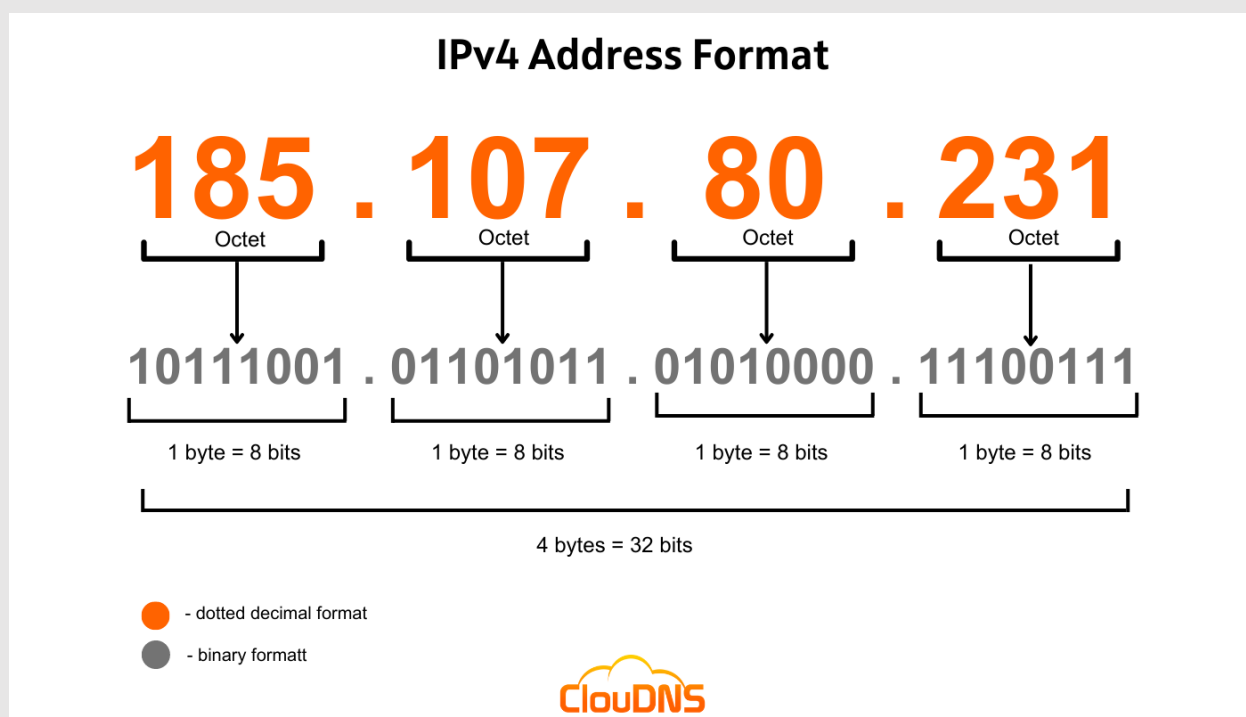 IPv4 Address Format
185 . 107 . 80 . 231
Octet Octet Octet Octet
10111001 . 01101011 . 01010000 . 11100111
1 byte = 8 bits 1 byte = 8 bits 1 byte = 8 bits 1 byte = 8 bits
4 bytes = 32 bits
- dotted decimal format
- binary formatt
ClouDNS